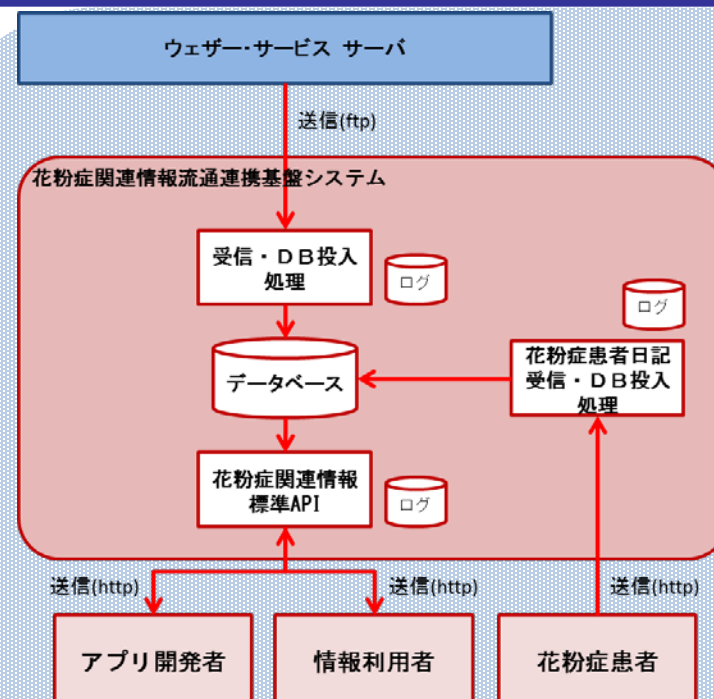 ウェザー・サービス サーバ
送信(ftp)
花粉症関連情報流通連携基盤システム
受信・ＤＢ投入
処理
ログ
ログ
データベース
花粉症患者日記
受信・ＤＢ投入
処理
花粉症関連情報
標準API
ログ
送信(http)
送信(http)
送信(http)
アプリ開発者
情報利用者
花粉症患者